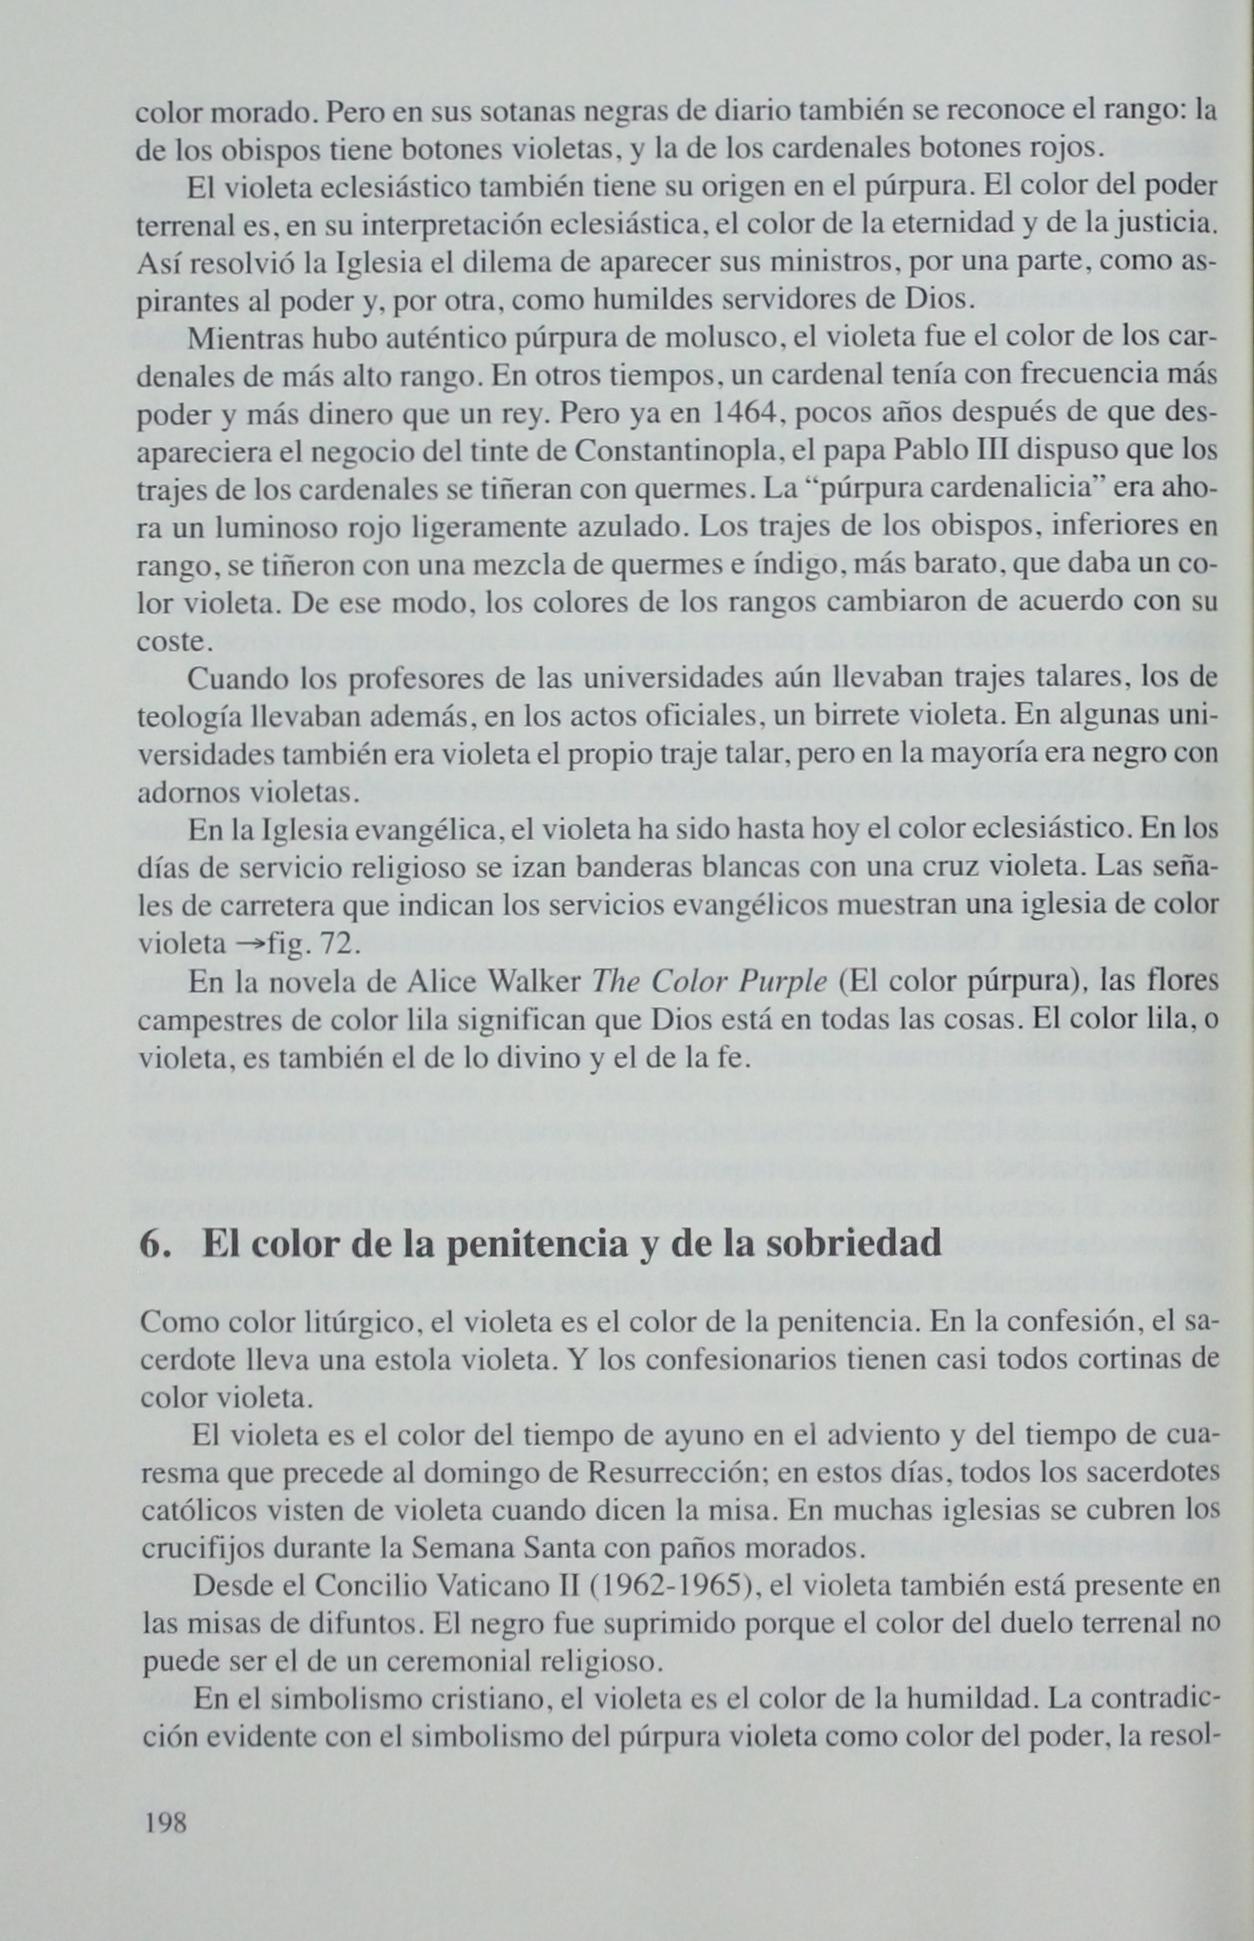 color morado. Pero en sus sotanas negras de diario también se reconoce el rango: la
de los obispos tiene botones violetas, y la de los cardenales botones rojos.
El violeta eclesiástico también tiene su origen en el púrpura. El color del poder
terrenal es, en su interpretación eclesiástica, el color de la eternidad y de la justicia.
Así resolvió la Iglesia el dilema de aparecer sus ministros, por una parte, como as-
pirantes al poder y, por otra, como humildes servidores de Dios.
Mientras hubo auténtico púrpura de molusco, el violeta fue el color de los car-
denales de más alto rango. En otros tiempos, un cardenal tenía con frecuencia más
poder y más dinero que un rey. Pero ya en 1464, pocos años después de que des-
apareciera el negocio del tinte de Constantinopla, el papa Pablo III dispuso que los
trajes de los cardenales se tiñeran con quermes. La “púrpura cardenalicia” era aho-
ra un luminoso rojo ligeramente azulado. Los trajes de los obispos, inferiores en
rango, se tiñeron con una mezcla de quermes e índigo, más barato, que daba un co-
lor violeta. De ese modo, los colores de los rangos cambiaron de acuerdo con su
coste.
Cuando los profesores de las universidades aún llevaban trajes talares, los de
teología llevaban además, en los actos oficiales, un birrete violeta. En algunas uni-
versidades también era violeta el propio traje talar, pero en la mayoría era negro con
adornos violetas.
En la Iglesia evangélica, el violeta ha sido hasta hoy el color eclesiástico. En los
días de servicio religioso se izan banderas blancas con una cruz violeta. Las seña-
les de carretera que indican los servicios evangélicos muestran una iglesia de color
violeta →fig. 72.
En la novela de Alice Walker The Color Purple (El color púrpura), las flores
campestres de color lila significan que Dios está en todas las cosas. El color lila, o
violeta, es también el de lo divino y el de la fe.
6. El color de la penitencia y de la sobriedad
Como color litúrgico, el violeta es el color de la penitencia. En la confesión, el sa-
cerdote lleva una estola violeta. Y los confesionarios tienen casi todos cortinas de
color violeta.
El violeta es el color del tiempo de ayuno en el adviento y del tiempo de cua-
resma que precede al domingo de Resurrección; en estos días, todos los sacerdotes
católicos visten de violeta cuando dicen la misa. En muchas iglesias se cubren los
crucifijos durante la Semana Santa con paños morados.
Desde el Concilio Vaticano II (1962-1965), el violeta también está presente en
las misas de difuntos. El negro fue suprimido porque el color del duelo terrenal no
puede ser el de un ceremonial religioso.
En el simbolismo cristiano, el violeta es el color de la humildad. La contradic-
ción evidente con el simbolismo del púrpura violeta como color del poder, la resol-
198